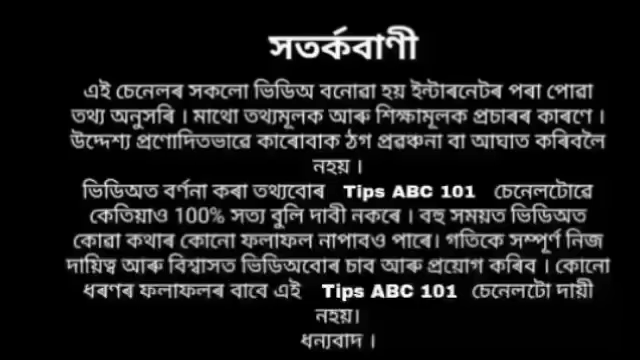 সতৰ্কবাণী
এই চেনেলৰ সকলো ভিডিঅ বনোৱা হয় ইন্টাৰনেটৰ পৰা পোৱা
তথ্য অনুসৰি । মাথো তথ্যমূলক আৰু শিক্ষামূলক প্ৰচাৰৰ কাৰণে ।
উদ্দেশ্য প্ৰণোদিতভাৱে কাৰোবাক ঠগ প্ৰৱঞ্চনা বা আঘাত কৰিবলৈ
নহয় ।
ভিডিঅত বৰ্ণনা কৰা তথ্যবোৰ Tips ABC 101 চেনেলটোৱে
কেতিয়াও 100% সত্য বুলি দাবী নকৰে । বহু সময়ত ভিডিঅত
কোৱা কথাৰ কোনো ফলাফল নাপাবও পাৰে। গতিকে সম্পূৰ্ণ নিজ
দায়িত্ব আৰু বিশ্বাসত ভিডিঅবোৰ চাব আৰু প্ৰয়োগ কৰিব । কোনো
ধৰণৰ ফলাফলৰ বাবে এই Tips ABC 101 চেনেলটো দায়ী
নহয়।
ধন্যবাদ ।